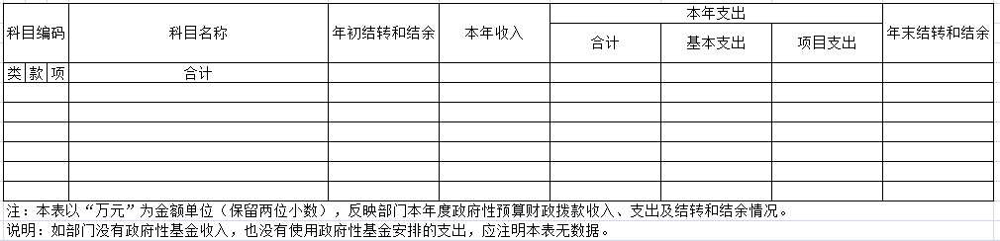 科目编码 科目名称 年初结转和结余 本年收入 本年支出 年末结转和结余
合计 基本支出 项目支出
类 款 项 合计
注：本表以“万元”为金额单位（保留两位小数），反映部门本年度政府性预算财政拨款收入、支出及结转和结余情况。
说明：如部门没有政府性基金收入，也没有使用政府性基金安排的支出，应注明本表无数据。